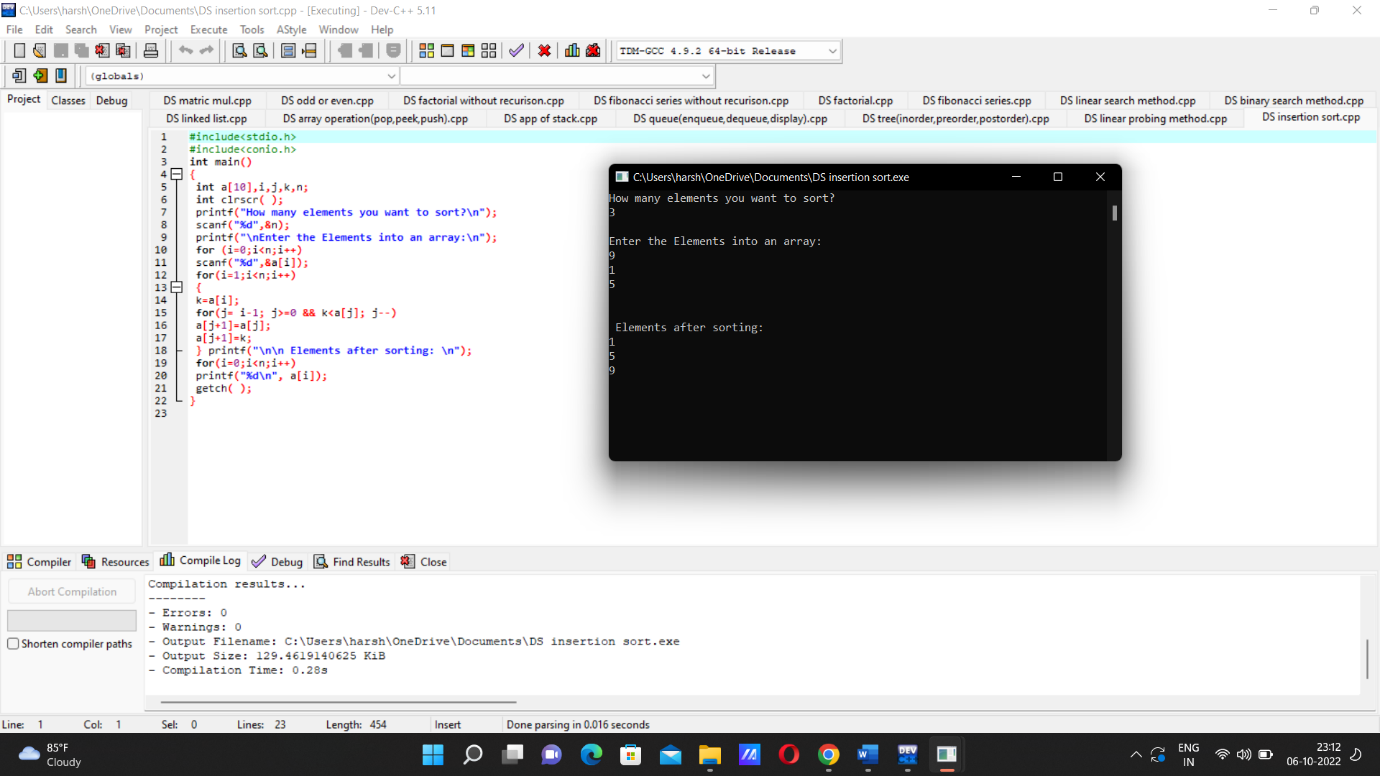 C:\Users\harsh\OneDrive\Documents\DS insertion sort.cpp - [Executing] - Dev-C++ 5.11
File Edit Search View Project Execute Tools AStyle Window Help
TDM-GCC 4.9.2 64-bit Release
(globals)
Project Classes Debug
DS matric mul.cpp DS odd or even.cpp DS factorial without recurison.cpp DS fibonacci series without recurison.cpp DS factorial.cpp DS fibonacci series.cpp DS linear search method.cpp DS binary search method.cpp
DS linked list.cpp DS array operation(pop,peek,push).cpp DS app of stack.cpp DS queue(enqueue,dequeue,display).cpp DS tree(inorder,preorder,postorder).cpp DS linear probing method.cpp DS insertion sort.cpp
1 #include<stdio.h>
2 #include<conio.h>
3 int main()
4 {
5 int a[10],i,j,k,n;
6 int clrscr( );
7 printf("How many elements you want to sort?\n");
8 scanf("%d",&n);
9 printf("\nEnter the Elements into an array:\n");
10 for (i=0;i<n;i++)
11 scanf("%d",&a[i]);
12 for(i=1;i<n;i++)
13 {
14 k=a[i];
15 for(j= i-1; j>=0 && k<a[j]; j--)
16 a[j+1]=a[j];
17 a[j+1]=k;
18 } printf("\n\n Elements after sorting: \n");
19 for(i=0;i<n;i++)
20 printf("%d\n", a[i]);
21 getch( );
22 }
23
C:\Users\harsh\OneDrive\Documents\DS insertion sort.exe
How many elements you want to sort?
3
Enter the Elements into an array:
9
1
5
Elements after sorting:
1
5
9
Compiler Resources Compile Log Debug Find Results Close
Abort Compilation
Shorten compiler paths
Compilation results...
--------
- Errors: 0
- Warnings: 0
- Output Filename: C:\Users\harsh\OneDrive\Documents\DS insertion sort.exe
- Output Size: 129.4619140625 KiB
- Compilation Time: 0.28s
Line: 1 Col: 1 Sel: 0 Lines: 23 Length: 454 Insert Done parsing in 0.016 seconds
85°F
Cloudy
W
DEV
ENG
IN
23:12
06-10-2022